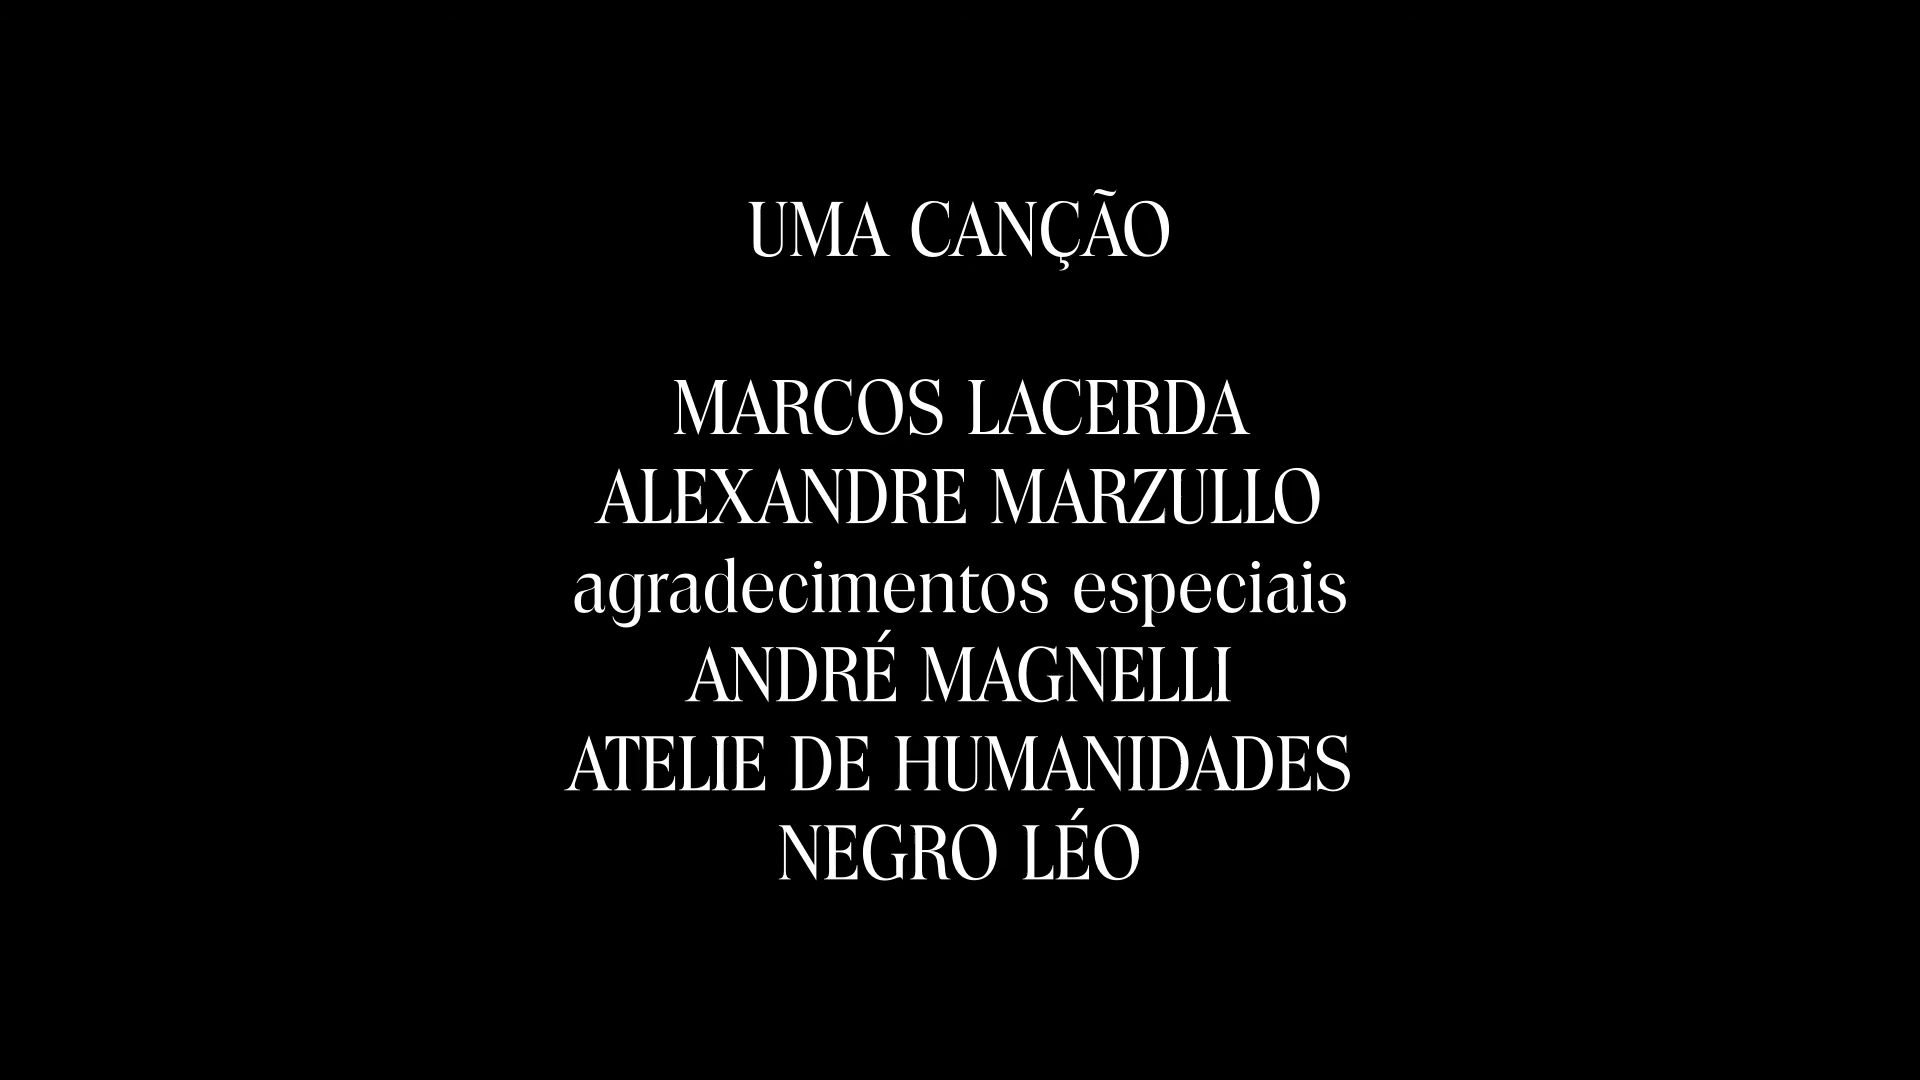 UMA CANÇÃO
MARCOS LACERDA
ALEXANDRE MARZULLO
agradecimentos especiais
ANDRÉ MAGNELLI
ATELIE DE HUMANIDADES
NEGRO LÉO